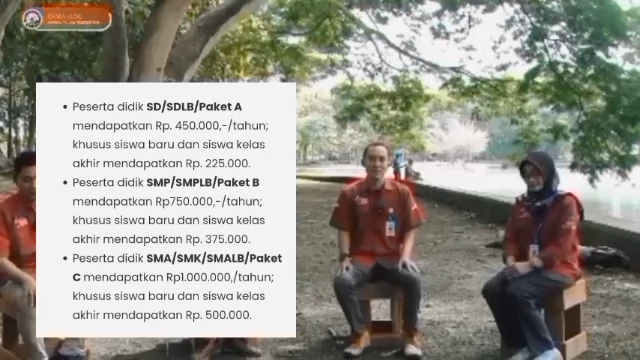 Peserta didik SD/SDLB/Paket A
mendapatkan Rp. 450.000,-/tahun;
khusus siswa baru dan siswa kelas
akhir mendapatkan Rp. 225.000.
Peserta didik SMP/SMPLB/Paket B
mendapatkan Rp750.000,-/tahun;
khusus siswa baru dan siswa kelas
akhir mendapatkan Rp. 375.000.
Peserta didik SMA/SMK/SMALB/Paket
C mendapatkan Rp1.000.000,/tahun;
khusus siswa baru dan siswa kelas
akhir mendapatkan Rp. 500.000.